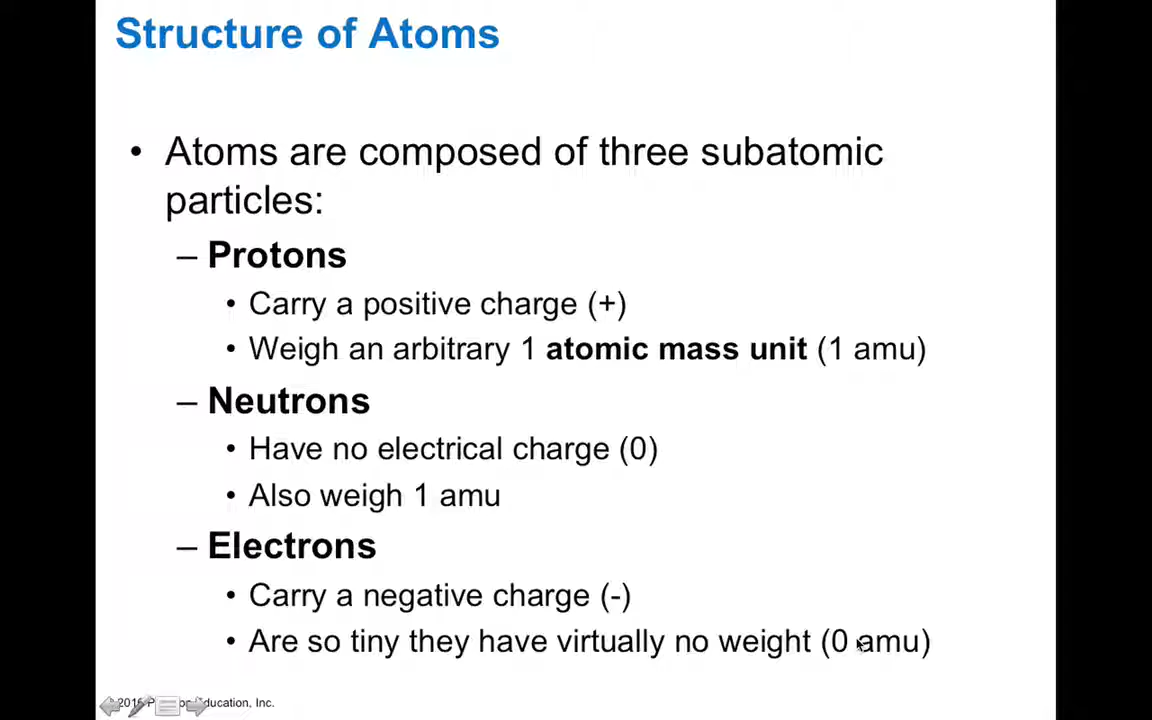 Structure of Atoms
• Atoms are composed of three subatomic
particles:
– Protons
• Carry a positive charge (+)
• Weigh an arbitrary 1 atomic mass unit (1 amu)
– Neutrons
• Have no electrical charge (0)
• Also weigh 1 amu
– Electrons
• Carry a negative charge (-)
• Are so tiny they have virtually no weight (0 amu)
Inc.